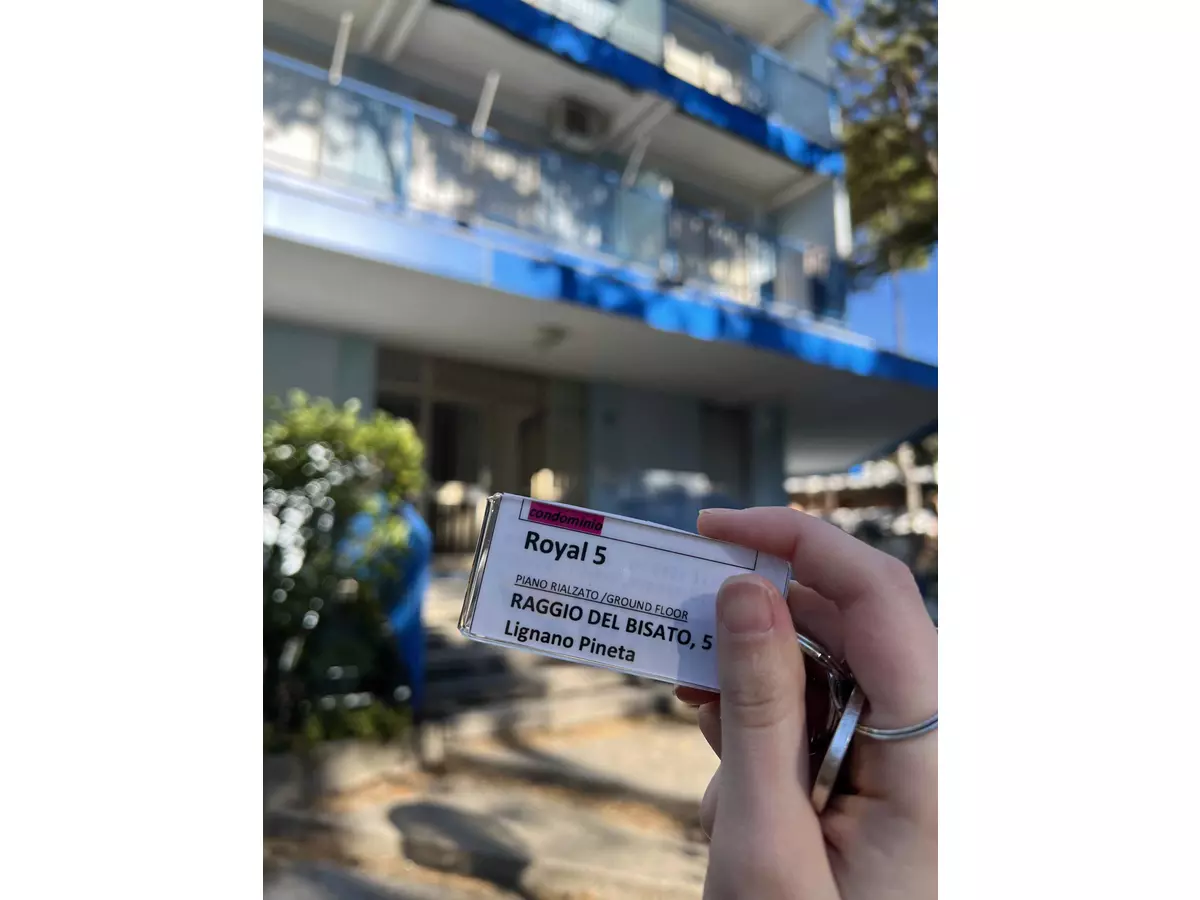 condominio
Royal 5
PIANO RIALZATO /GROUND FLOOR
RAGGIO DEL BISATO, 5
Lignano Pineta